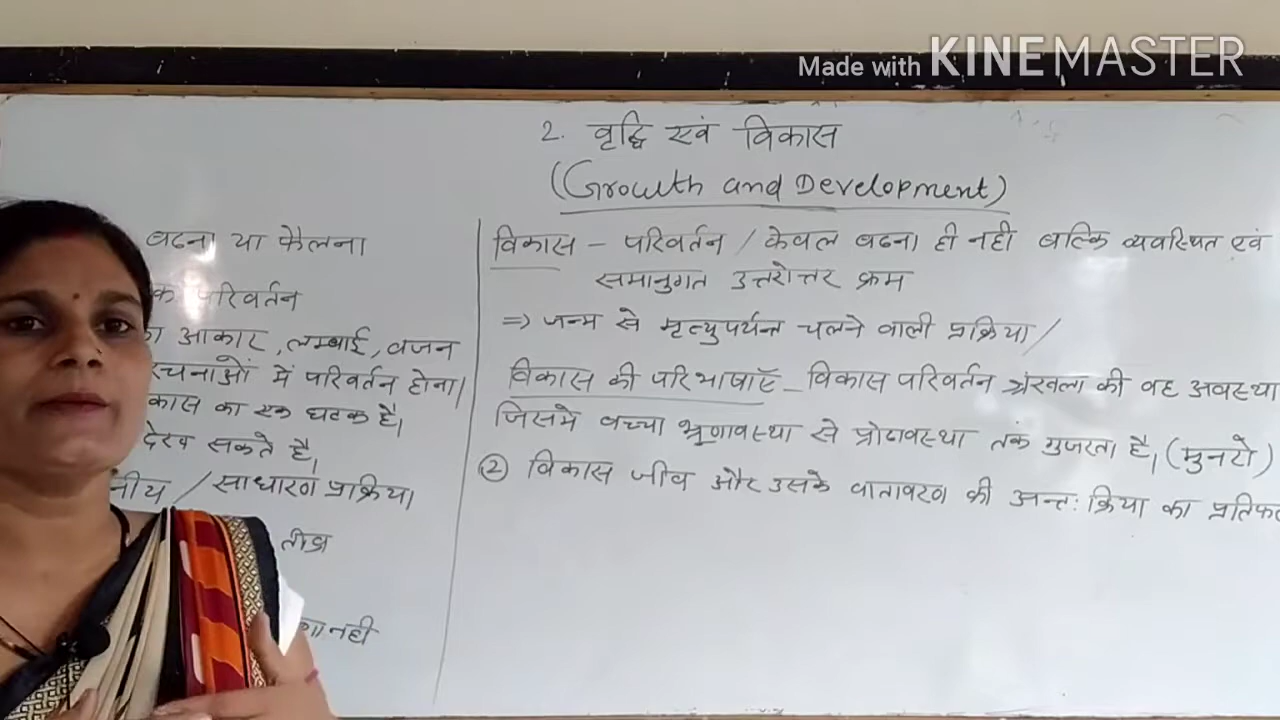 Made with KINEMASTER
2. वृद्धि एवं विकास
(Growth and Development)
बढना या फैलना
परिवर्तन
आकार, लम्बाई, वजन
रचनाओं में परिवर्तन होना।
का एक घटक है।
देख सकते है।
नीय / साधारण प्रक्रिया।
तीव्र
नही
विकास – परिवर्तन / केवल बढना ही नही बल्कि व्यवस्थित एवं
समानुगत उत्तरोत्तर क्रम
⇒ जन्म से मृत्युपर्यन्त चलने वाली प्रक्रिया /
विकास की परिभाषाऍ – विकास परिवर्तन श्रंखला की वह अवस्था
जिसमे बच्चा भ्रूणावस्था से प्रोढावस्था तक गुजरता है। (मुनरो)
② विकास जीव और उसके वातावरण की अन्तः क्रिया का